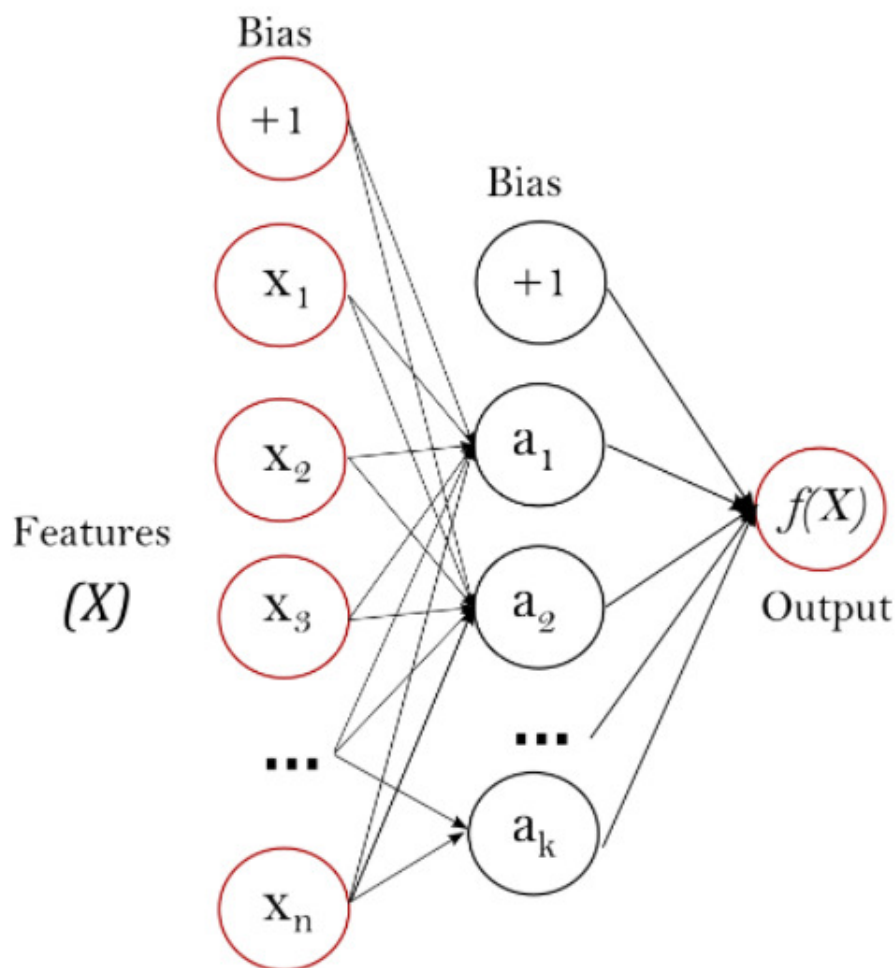 Bias
+1
Bias
x₁
+1
x₂
a₁
f(X)
Features
(X)
x₃
a₂
Output
...
...
aₖ
xₙ